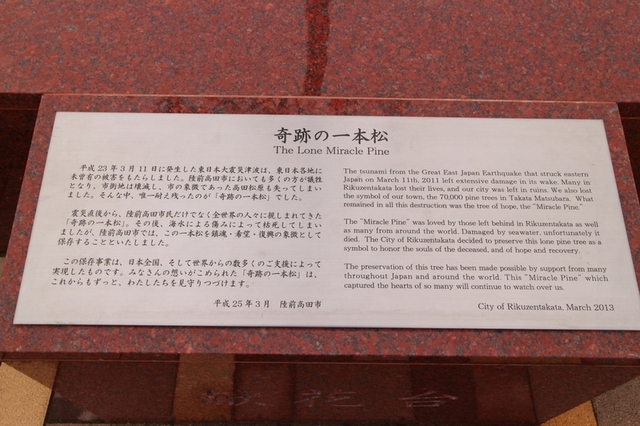 奇跡の一本松
The Lone Miracle Pine
平成23年3月11日に発生した東日本大震災津波は、東日本各地に
未曾有の被害をもたらしました。陸前高田市においても多くの方が犠牲
となり、市街地は壊滅し、市の象徴であった高田松原も失ってしまい
ました。そんな中、唯一耐え残ったのが「奇跡の一本松」でした。
震災直後から、陸前高田市氏だけでなく全世界の人々に親しまれてきた
「奇跡の一本松」。その後、海水による傷みによって枯死してしまい
ましたが、陸前高田市では、この一本松を鎮魂・希望・復興の象徴として
保存することといたしました。
この保存事業は、日本全国、そして世界からの数多くのご支援によって
実現したものです。みなさんの想いがこめられた「奇跡の一本松」は、
これからもずっと、わたしたちを見守りつづけます。
平成25年3月 陸前高田市
The tsunami from the Great East Japan Earthquake that struck eastern
Japan on March 11th, 2011 left extensive damage in its wake. Many in
Rikuzentakata lost their lives, and our city was left in ruins. We also lost
the symbol of our town, the 70,000 pine trees in Takata Matsubara. What
remained in all this destruction was the tree of hope, the "Miracle Pine."
The "Miracle Pine" was loved by those left behind in Rikuzentakata as well
as many from around the world. Damaged by seawater, unfortunately it
died. The City of Rikuzentakata decided to preserve this lone pine tree as a
symbol to honor the souls of the deceased, and of hope and recovery.
The preservation of this tree has been made possible by support from many
throughout Japan and around the world. This "Miracle Pine" which
captured the hearts of so many will continue to watch over us.
City of Rikuzentakata, March 2013